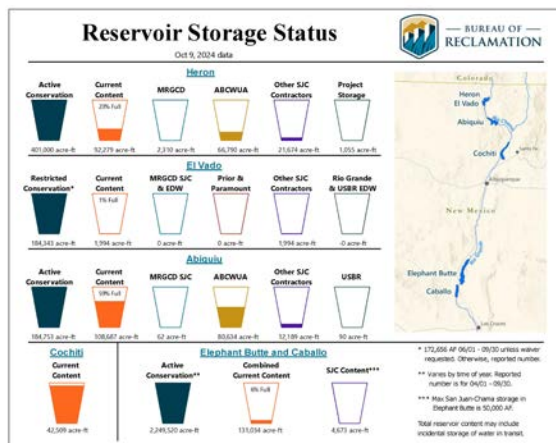 Reservoir Storage Status
Oct 9, 2024 data
BUREAU OF
RECLAMATION
Heron
Active
Conservation
Current
Content
MRGCD
ABCWUA
Other SJC
Contractors
Project
Storage
23% Full
401,000 acre-ft
92,279 acre-ft
2,310 acre-ft
66,790 acre-ft
21,674 acre-ft
1,055 acre-ft
El Vado
Restricted
Conservation*
Current
Content
MRGCD SJC
& EDW
Prior &
Paramount
Other SJC
Contractors
Rio Grande
& USBR EDW
1% Full
184,343 acre-ft
1,994 acre-ft
0 acre-ft
0 acre-ft
1,994 acre-ft
-0 acre-ft
Abiquiu
Active
Conservation
Current
Content
MRGCD SJC
ABCWUA
Other SJC
Contractors
USBR
59% Full
184,751 acre-ft
108,687 acre-ft
62 acre-ft
80,634 acre-ft
12,189 acre-ft
90 acre-ft
Cochiti
Current
Content
42,509 acre-ft
Elephant Butte and Caballo
Active
Conservation**
Combined
Current Content
SJC Content***
6% Full
2,249,520 acre-ft
131,034 acre-ft
4,673 acre-ft
Colorado
Heron
El Vado
Abiquiu
Cochiti
Santa Fe
Albuquerque
New Mexico
Elephant Butte
Caballo
Las Cruces
* 172,656 AF 06/01 - 09/30 unless waiver
requested. Otherwise, reported number.
** Varies by time of year. Reported
number is for 04/01 - 09/30.
*** Max San Juan-Chama storage in
Elephant Butte is 50,000 AF.
Total reservoir content may include
incidental storage of water in transit.